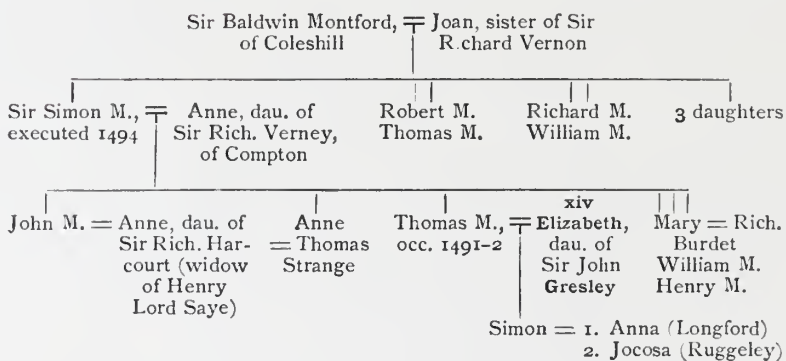 Sir Baldwin Montford, = Joan, sister of Sir
of Coleshill R.chard Vernon
Sir Simon M., = Anne, dau. of Robert M. Richard M. 3 daughters
executed 1494 Sir Rich. Verney, Thomas M. William M.
of Compton
xiv
John M. = Anne, dau. of Anne Thomas M., = Elizabeth, Mary = Rich.
Sir Rich. Har- = Thomas occ. 1491-2 dau. of Burdet
court (widow Strange Sir John William M.
of Henry Gresley Henry M.
Lord Saye)
Simon = 1. Anna (Longford)
2. Jocosa (Ruggeley)